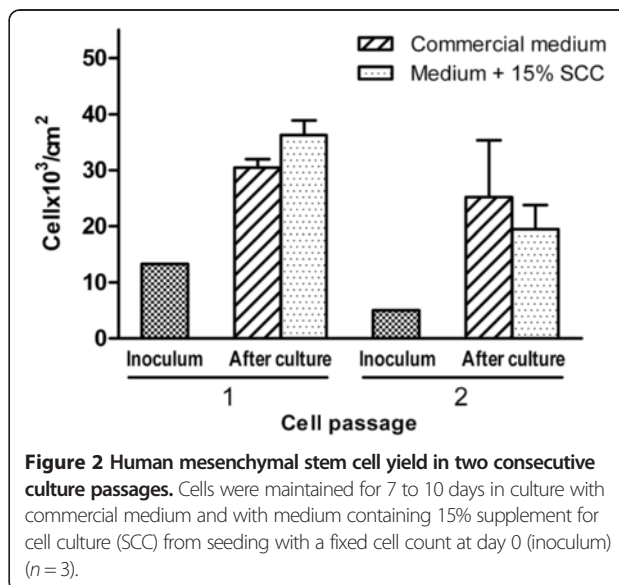 Commercial medium
Medium + 15% SCC
Cellx10³/cm²
50
40
30
20
10
0
Inoculum After culture Inoculum After culture
1 2
Cell passage
Figure 2 Human mesenchymal stem cell yield in two consecutive
culture passages. Cells were maintained for 7 to 10 days in culture with
commercial medium and with medium containing 15% supplement for
cell culture (SCC) from seeding with a fixed cell count at day 0 (inoculum)
(n = 3).